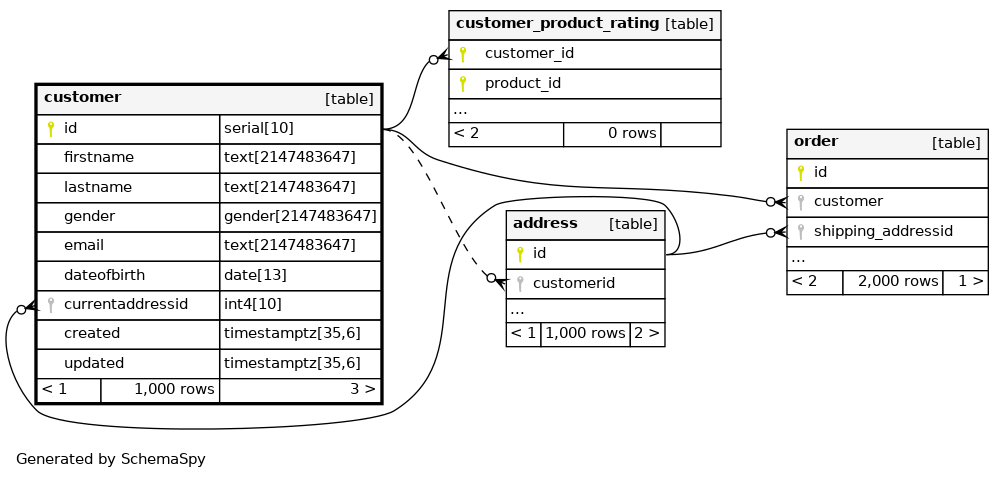 customer [table]
id serial[10]
firstname text[2147483647]
lastname text[2147483647]
gender gender[2147483647]
email text[2147483647]
dateofbirth date[13]
currentaddressid int4[10]
created timestamptz[35,6]
updated timestamptz[35,6]
< 1 1,000 rows 3 >
customer_product_rating [table]
customer_id
product_id
...
< 2 0 rows
address [table]
id
customerid
...
< 1 1,000 rows 2 >
order [table]
id
customer
shipping_addressid
...
< 2 2,000 rows 1 >
Generated by SchemaSpy